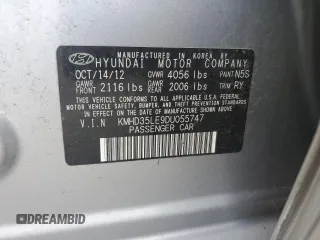 MANUFACTURED IN KOREA BY
HYUNDAI MOTOR COMPANY
OCT/14/12 GVWR 4056 lbs PAINT N5S
GAWR FRONT 2116 lbs GAWR REAR 2006 lbs TRIM RY
THIS VEHICLE CONFORMS TO ALL APPLICABLE U.S.
FEDERAL MOTOR VEHICLE
SAFETY, BUMPER, AND THEFT PREVENTION
STANDARDS IN EFFECT ON THE DATE OF
MANUFACTURE SHOWN ABOVE.
V.I.N KMHD35LE9DU055747
PASSENGER CAR
DREAMBID